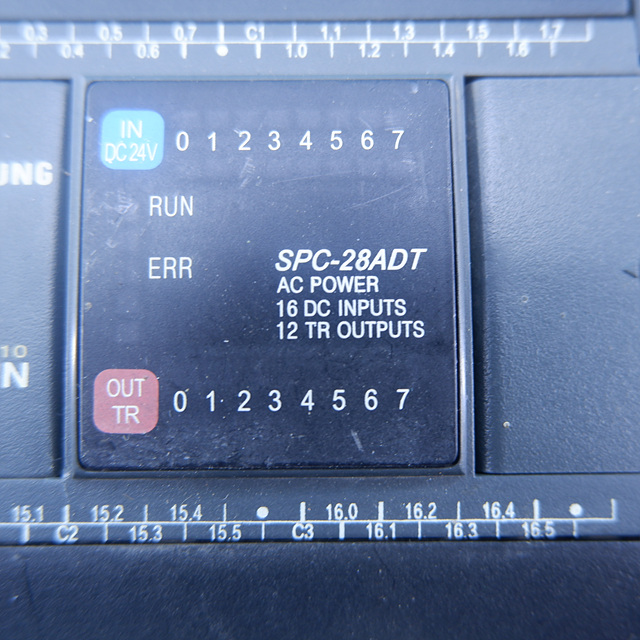 0.3 0.5 0.7 C1 1.1 1.3 1.5 1.7
0.4 0.6 1.0 1.2 1.4 1.6
IN
DC24V
0 1 2 3 4 5 6 7
UNG
RUN
ERR
SPC-28ADT
AC POWER
16 DC INPUTS
12 TR OUTPUTS
10
N
OUT
TR
0 1 2 3 4 5 6 7
15.1 15.2 15.4 16.0 16.2 16.4
C2 15.3 15.5 C3 16.1 16.3 16.5